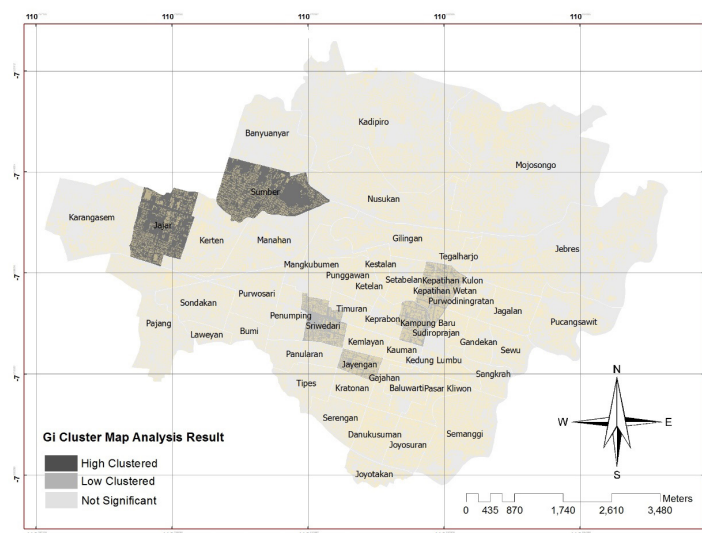 110 110 110 110 110
-7
-7
-7
-7
-7
Kadipiro
Banyuanyar
Mojosongo
Sumber
Nusukan
Karangasem
Jajar
Kerten
Manahan
Gilingan
Jebres
Tegalharjo
Mangkubumen
Kestalan
Punggawan
Setabelan
Kepatihan Kulon
Ketelan
Kepatihan Wetan
Purwosari
Purwodiningratan
Sondakan
Timuran
Jagalan
Penumping
Keprabon
Kampung Baru
Pajang
Sriwedari
Pucangsawit
Laweyan
Bumi
Sudiroprajan
Kemlayan
Gandekan
Kauman
Sewu
Panularan
Kedung Lumbu
Jayengan
Sangkrah
Gajahan
Tipes
Kratonan
Baluwarti
Pasar Kliwon
Serengan
Danukusuman
Semanggi
Joyosuran
Joyotakan
N
W
E
S
Gi Cluster Map Analysis Result
High Clustered
Low Clustered
Not Significant
Meters
0 435 870 1,740 2,610 3,480